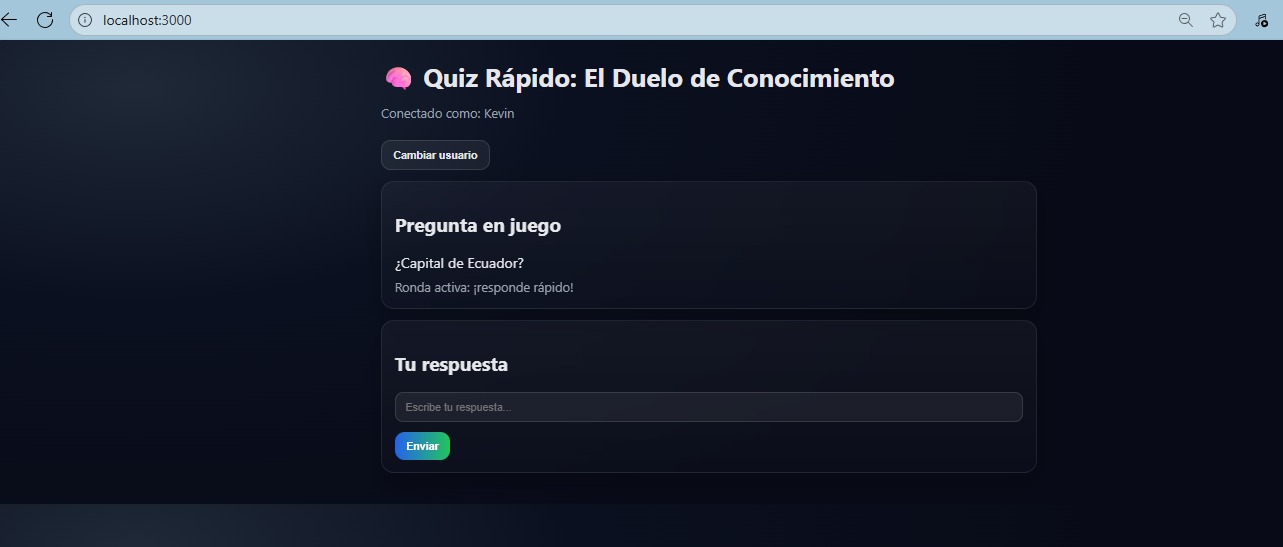 localhost:3000
Quiz Rápido: El Duelo de Conocimiento
Conectado como: Kevin
Cambiar usuario
Pregunta en juego
¿Capital de Ecuador?
Ronda activa: ¡responde rápido!
Tu respuesta
Escribe tu respuesta...
Enviar